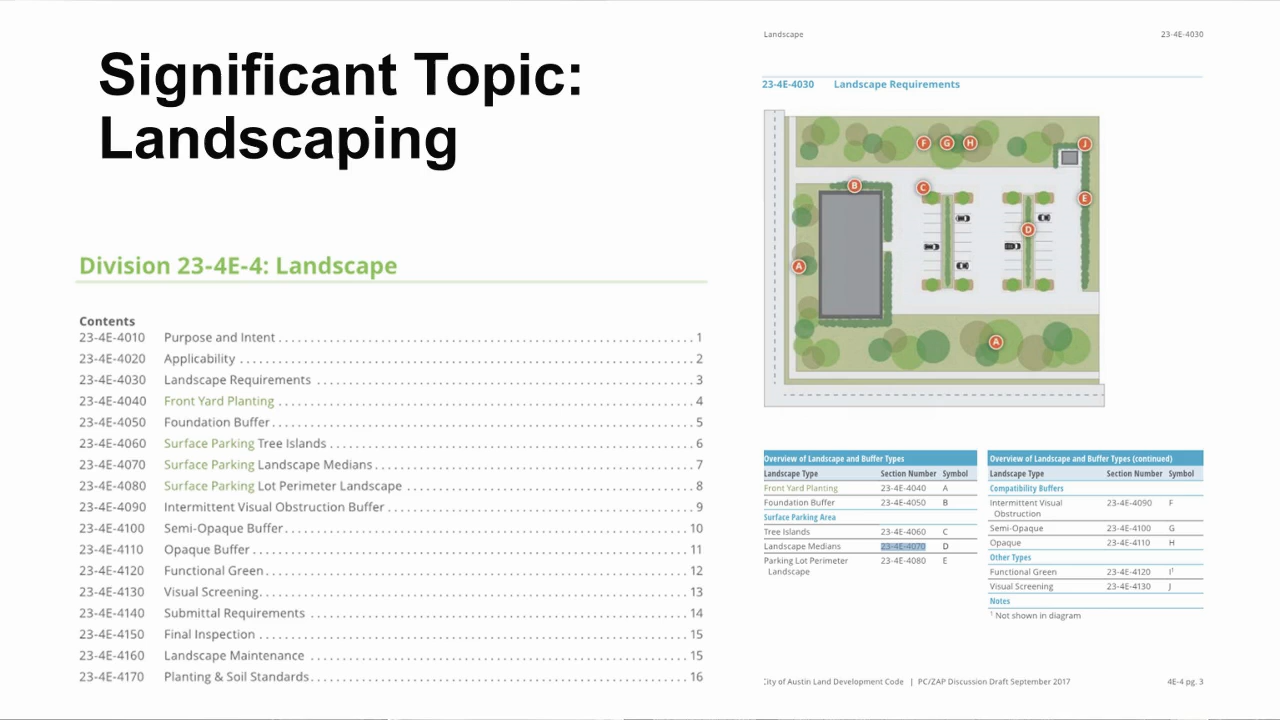 Significant Topic:
Landscaping
Division 23-4E-4: Landscape
Contents
23-4E-4010 Purpose and Intent 1
23-4E-4020 Applicability 2
23-4E-4030 Landscape Requirements 3
23-4E-4040 Front Yard Planting 4
23-4E-4050 Foundation Buffer 5
23-4E-4060 Surface Parking Tree Islands 6
23-4E-4070 Surface Parking Landscape Medians 7
23-4E-4080 Surface Parking Lot Perimeter Landscape 8
23-4E-4090 Intermittent Visual Obstruction Buffer 9
23-4E-4100 Semi-Opaque Buffer 10
23-4E-4110 Opaque Buffer 11
23-4E-4120 Functional Green 12
23-4E-4130 Visual Screening 13
23-4E-4140 Submittal Requirements 14
23-4E-4150 Final Inspection 15
23-4E-4160 Landscape Maintenance 15
23-4E-4170 Planting & Soil Standards 16
Landscape 23-4E-4030
23-4E-4030 Landscape Requirements
F G H J
B C
E
D
A
A
Overview of Landscape and Buffer Types
Landscape Type Section Number Symbol
Front Yard Planting 23-4E-4040 A
Foundation Buffer 23-4E-4050 B
Surface Parking Area
Tree Islands 23-4E-4060 C
Landscape Medians 23-4E-4070 D
Parking Lot Perimeter 23-4E-4080 E
Landscape
Overview of Landscape and Buffer Types (continued)
Landscape Type Section Number Symbol
Compatibility Buffers
Intermittent Visual 23-4E-4090 F
Obstruction
Semi-Opaque 23-4E-4100 G
Opaque 23-4E-4110 H
Other Types
Functional Green 23-4E-4120 I¹
Visual Screening 23-4E-4130 J
Notes
¹ Not shown in diagram
City of Austin Land Development Code | PC/ZAP Discussion Draft September 2017 4E-4 pg. 3